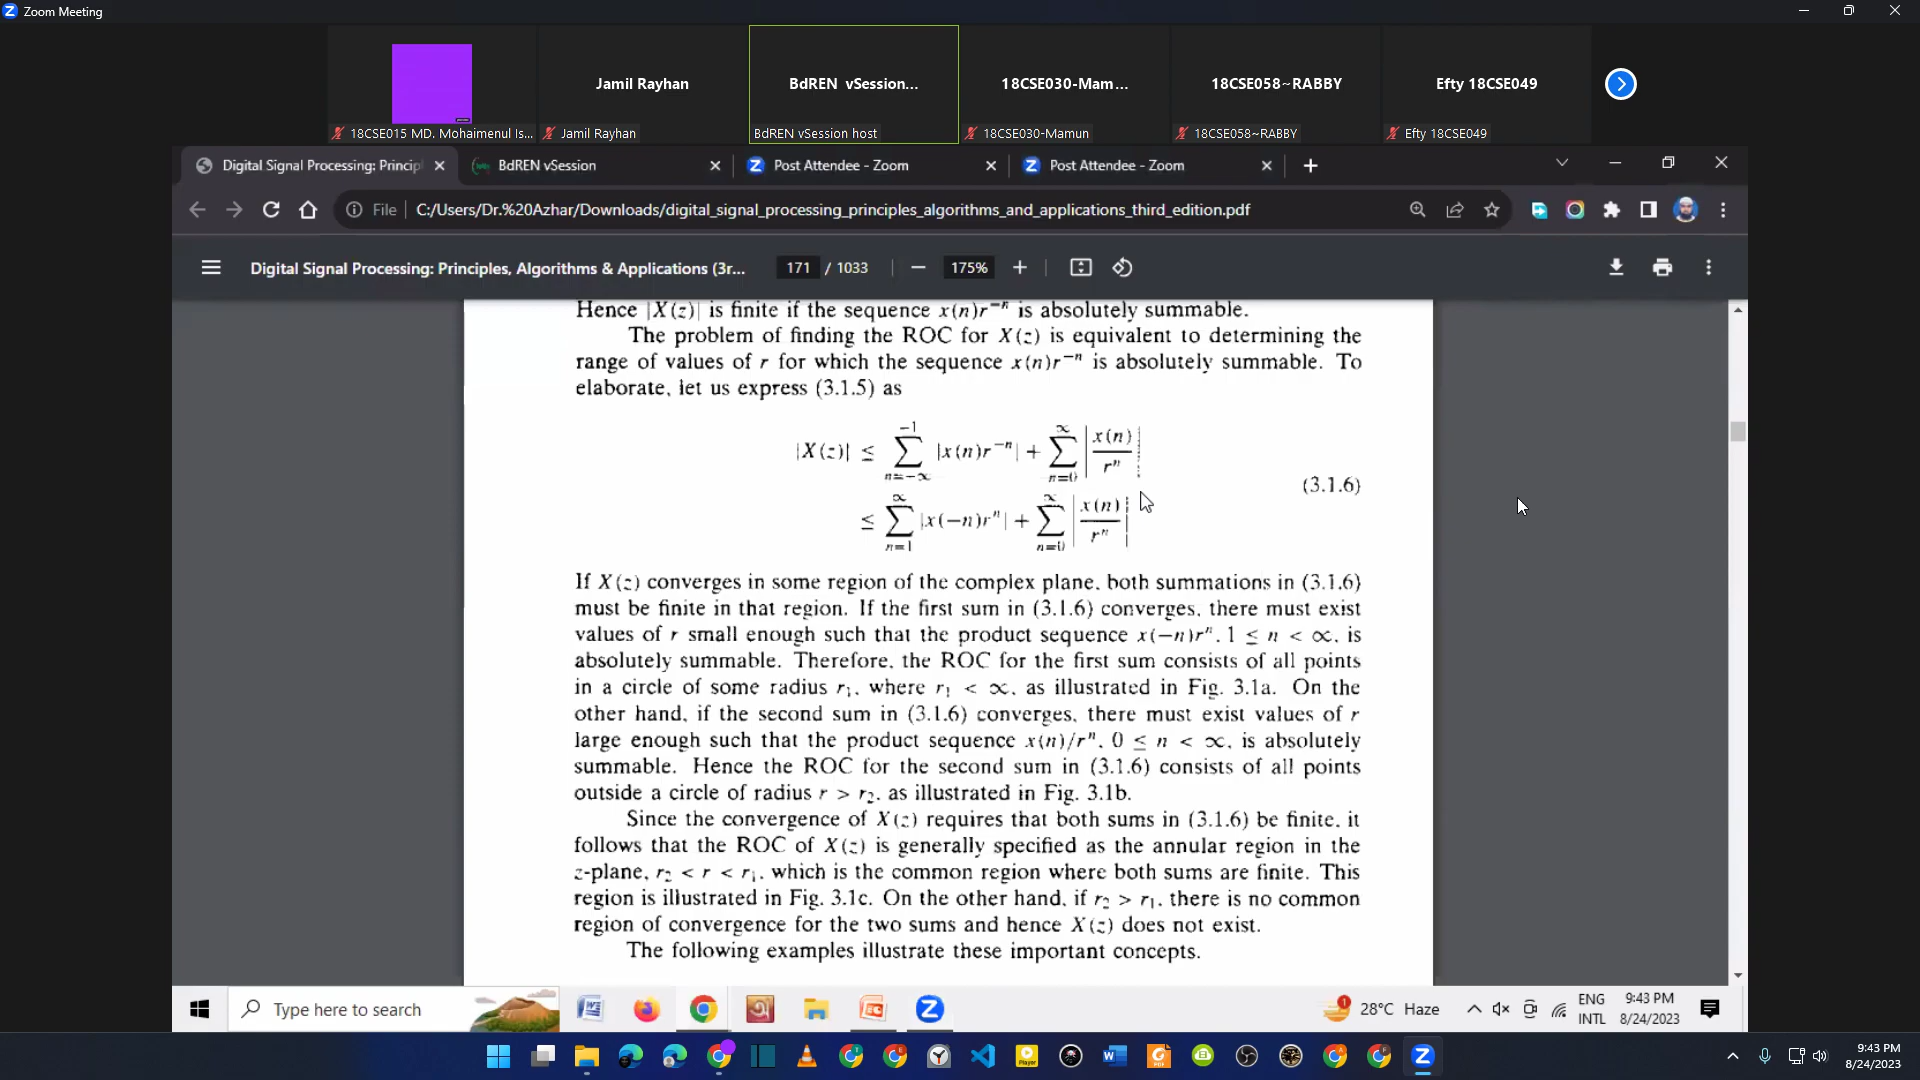 Zoom Meeting
Jamil Rayhan
BdREN vSession...
18CSE030-Mam...
18CSE058~RABBY
Efty 18CSE049
18CSE015 MD. Mohaimenul Is...
Jamil Rayhan
BdREN vSession host
18CSE030-Mamun
18CSE058~RABBY
Efty 18CSE049
Digital Signal Processing: Princip
BdREN vSession
Post Attendee - Zoom
Post Attendee - Zoom
File
C:/Users/Dr.%20Azhar/Downloads/digital_signal_processing_principles_algorithms_and_applications_third_edition.pdf
Digital Signal Processing: Principles, Algorithms & Applications (3r...
171 / 1033
175%
Hence |X(z)| is finite if the sequence x(n)r⁻ⁿ is absolutely summable.
The problem of finding the ROC for X(z) is equivalent to determining the
range of values of r for which the sequence x(n)r⁻ⁿ is absolutely summable. To
elaborate, let us express (3.1.5) as
|X(z)| ≤ ∑_{n=-∞}^{-1} |x(n)r⁻ⁿ| + ∑_{n=0}^{∞} |x(n)/rⁿ|
(3.1.6)
≤ ∑_{n=1}^{∞} |x(−n)rⁿ| + ∑_{n=0}^{∞} |x(n)/rⁿ|
If X(z) converges in some region of the complex plane, both summations in (3.1.6)
must be finite in that region. If the first sum in (3.1.6) converges, there must exist
values of r small enough such that the product sequence x(−n)rⁿ, 1 ≤ n < ∞, is
absolutely summable. Therefore, the ROC for the first sum consists of all points
in a circle of some radius r₁, where r₁ < ∞, as illustrated in Fig. 3.1a. On the
other hand, if the second sum in (3.1.6) converges, there must exist values of r
large enough such that the product sequence x(n)/rⁿ, 0 ≤ n < ∞, is absolutely
summable. Hence the ROC for the second sum in (3.1.6) consists of all points
outside a circle of radius r > r₂, as illustrated in Fig. 3.1b.
Since the convergence of X(z) requires that both sums in (3.1.6) be finite, it
follows that the ROC of X(z) is generally specified as the annular region in the
z-plane, r₂ < r < r₁, which is the common region where both sums are finite. This
region is illustrated in Fig. 3.1c. On the other hand, if r₂ > r₁, there is no common
region of convergence for the two sums and hence X(z) does not exist.
The following examples illustrate these important concepts.
Type here to search
28°C Haze
ENG
INTL
9:43 PM
8/24/2023
9:43 PM
8/24/2023